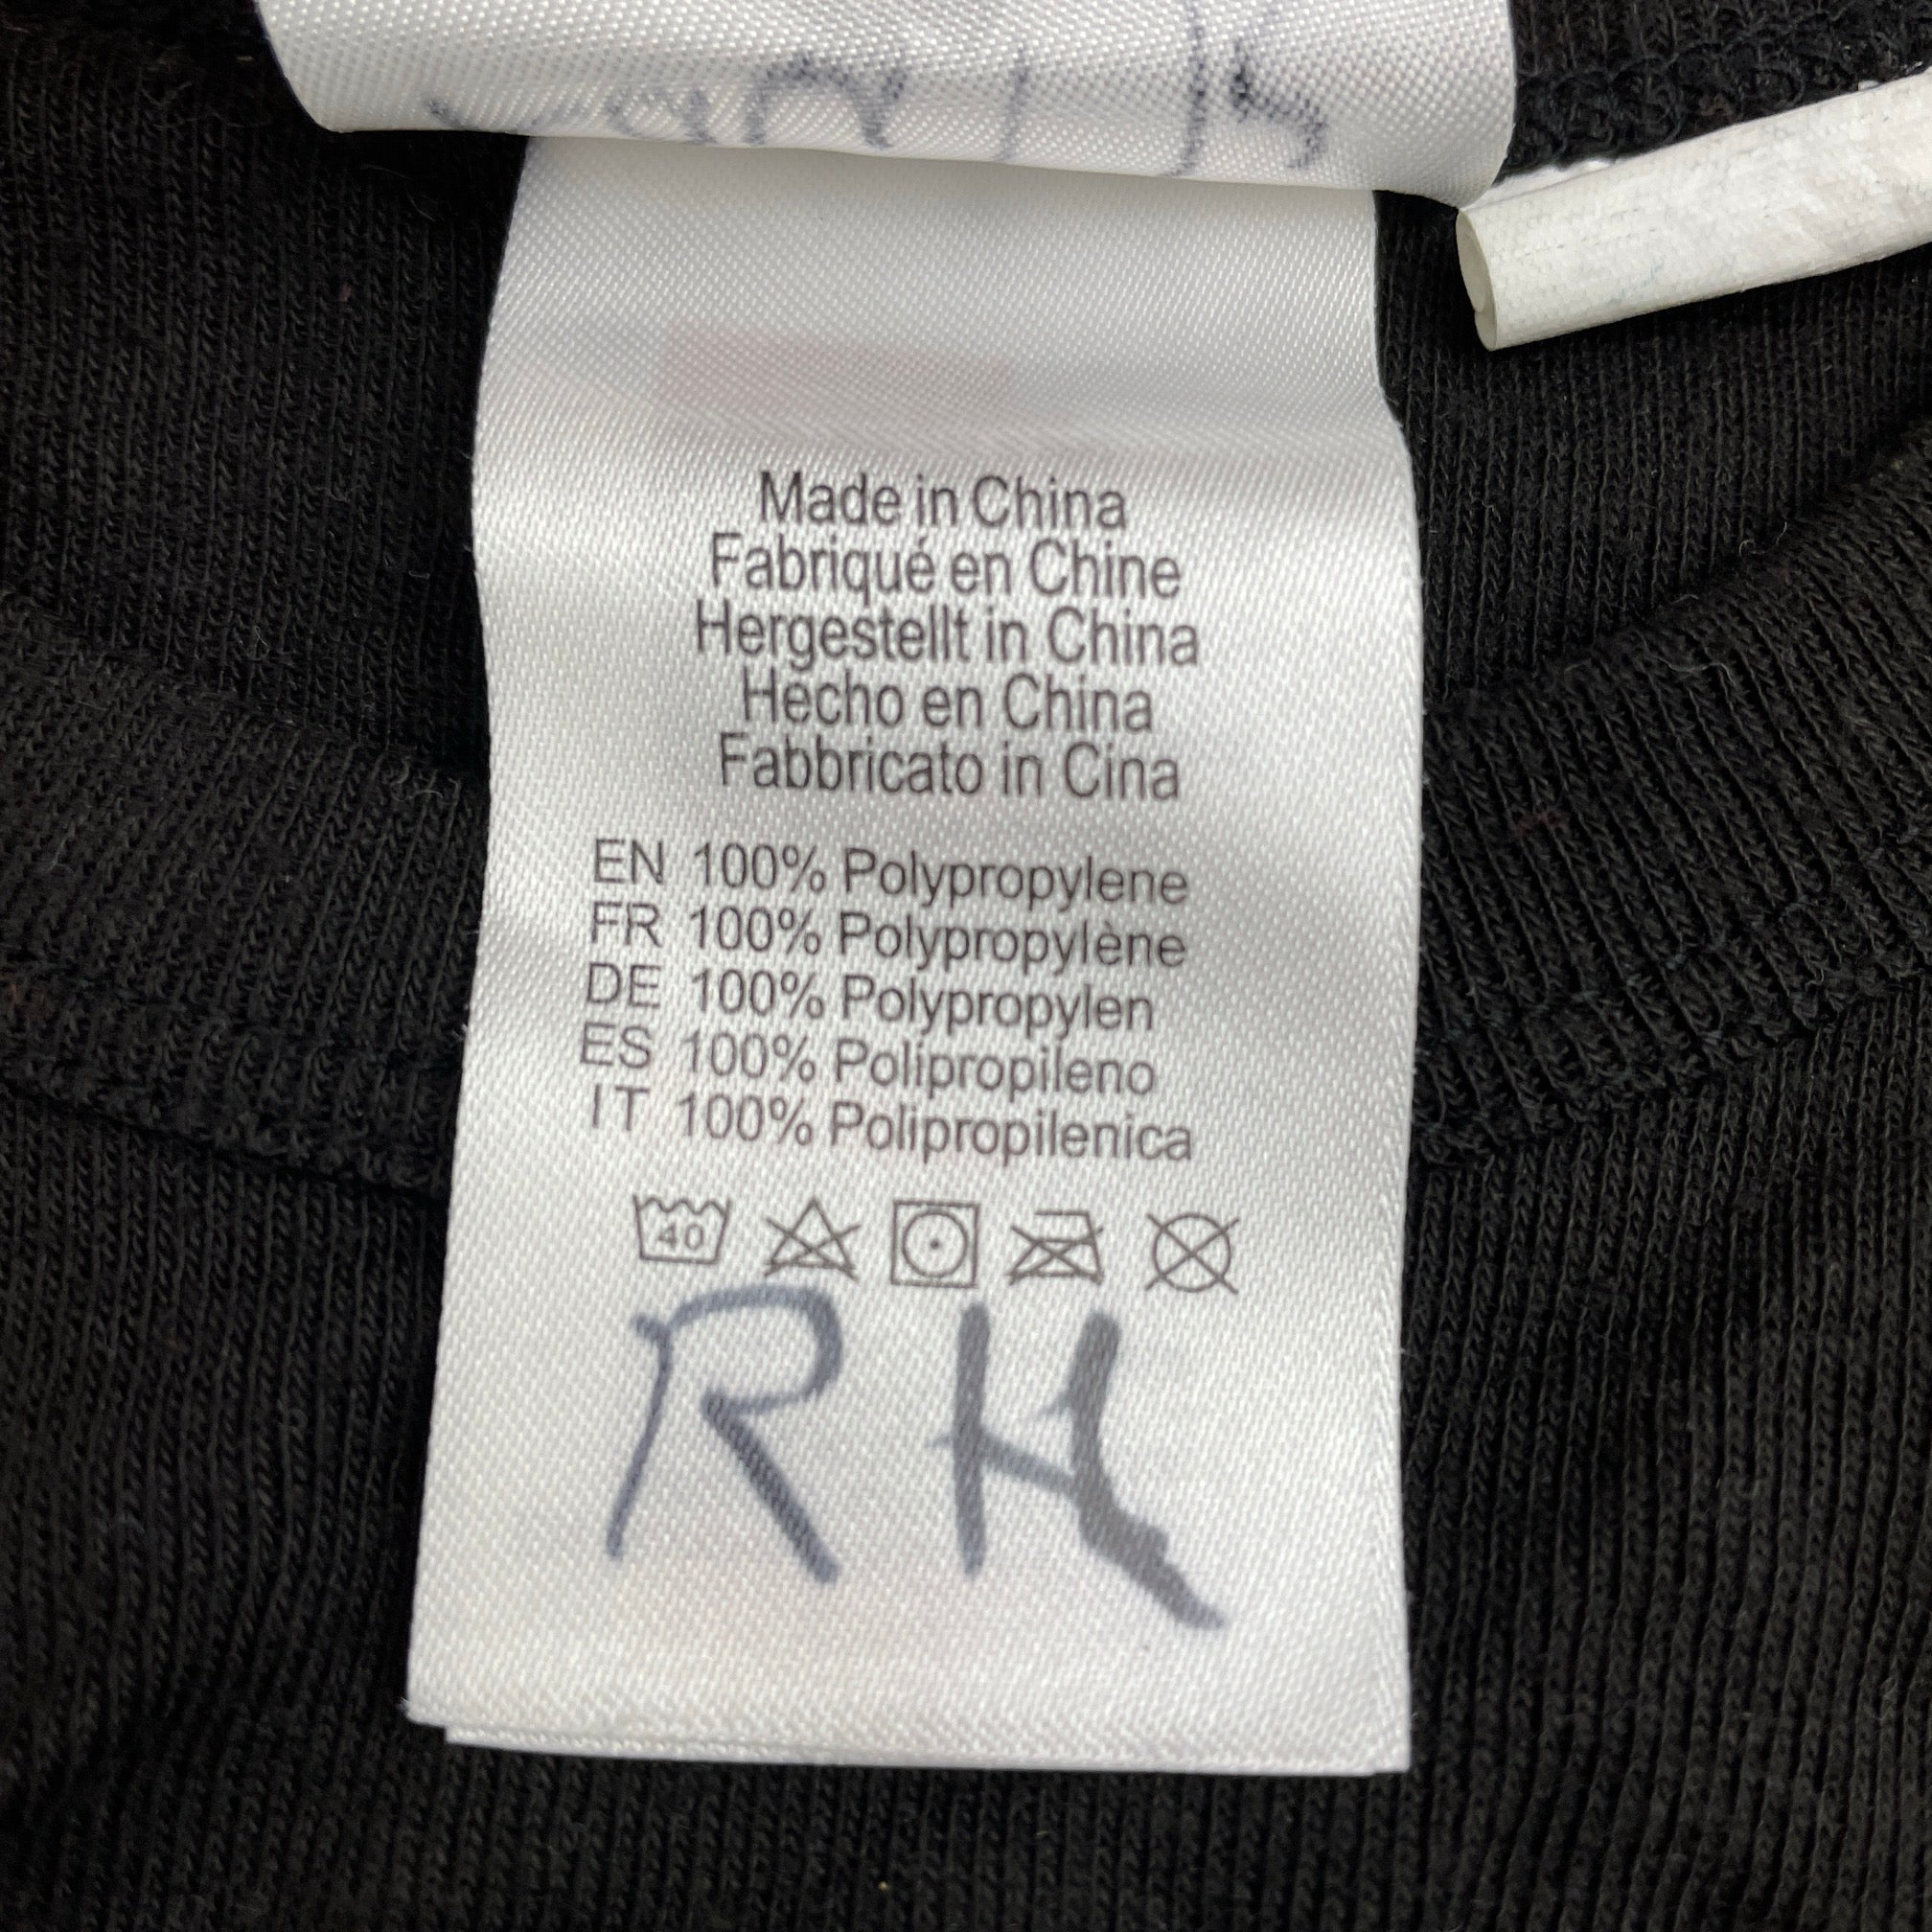 Made in China
Fabriqué en Chine
Hergestellt in China
Hecho en China
Fabbricato in Cina
EN 100% Polypropylene
FR 100% Polypropylène
DE 100% Polypropylen
ES 100% Polipropileno
IT 100% Polipropilenica
40
RH